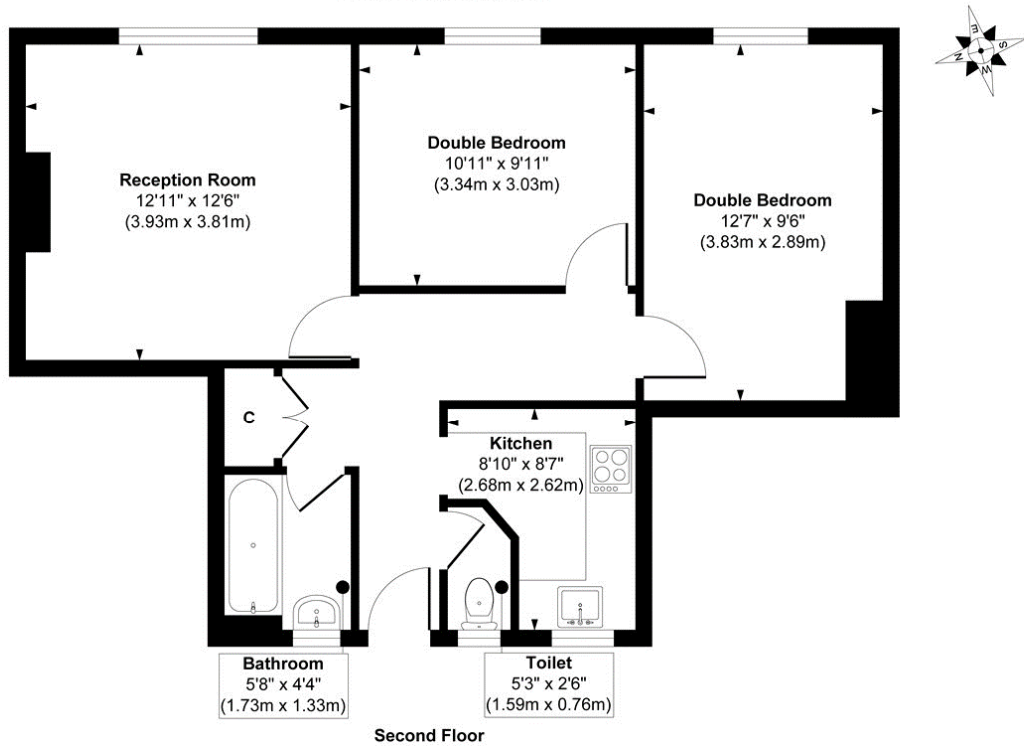 E
S
N
W
Double Bedroom
10'11" x 9'11"
(3.34m x 3.03m)
Reception Room
12'11" x 12'6"
(3.93m x 3.81m)
Double Bedroom
12'7" x 9'6"
(3.83m x 2.89m)
C
Kitchen
8'10" x 8'7"
(2.68m x 2.62m)
Bathroom
5'8" x 4'4"
(1.73m x 1.33m)
Toilet
5'3" x 2'6"
(1.59m x 0.76m)
Second Floor